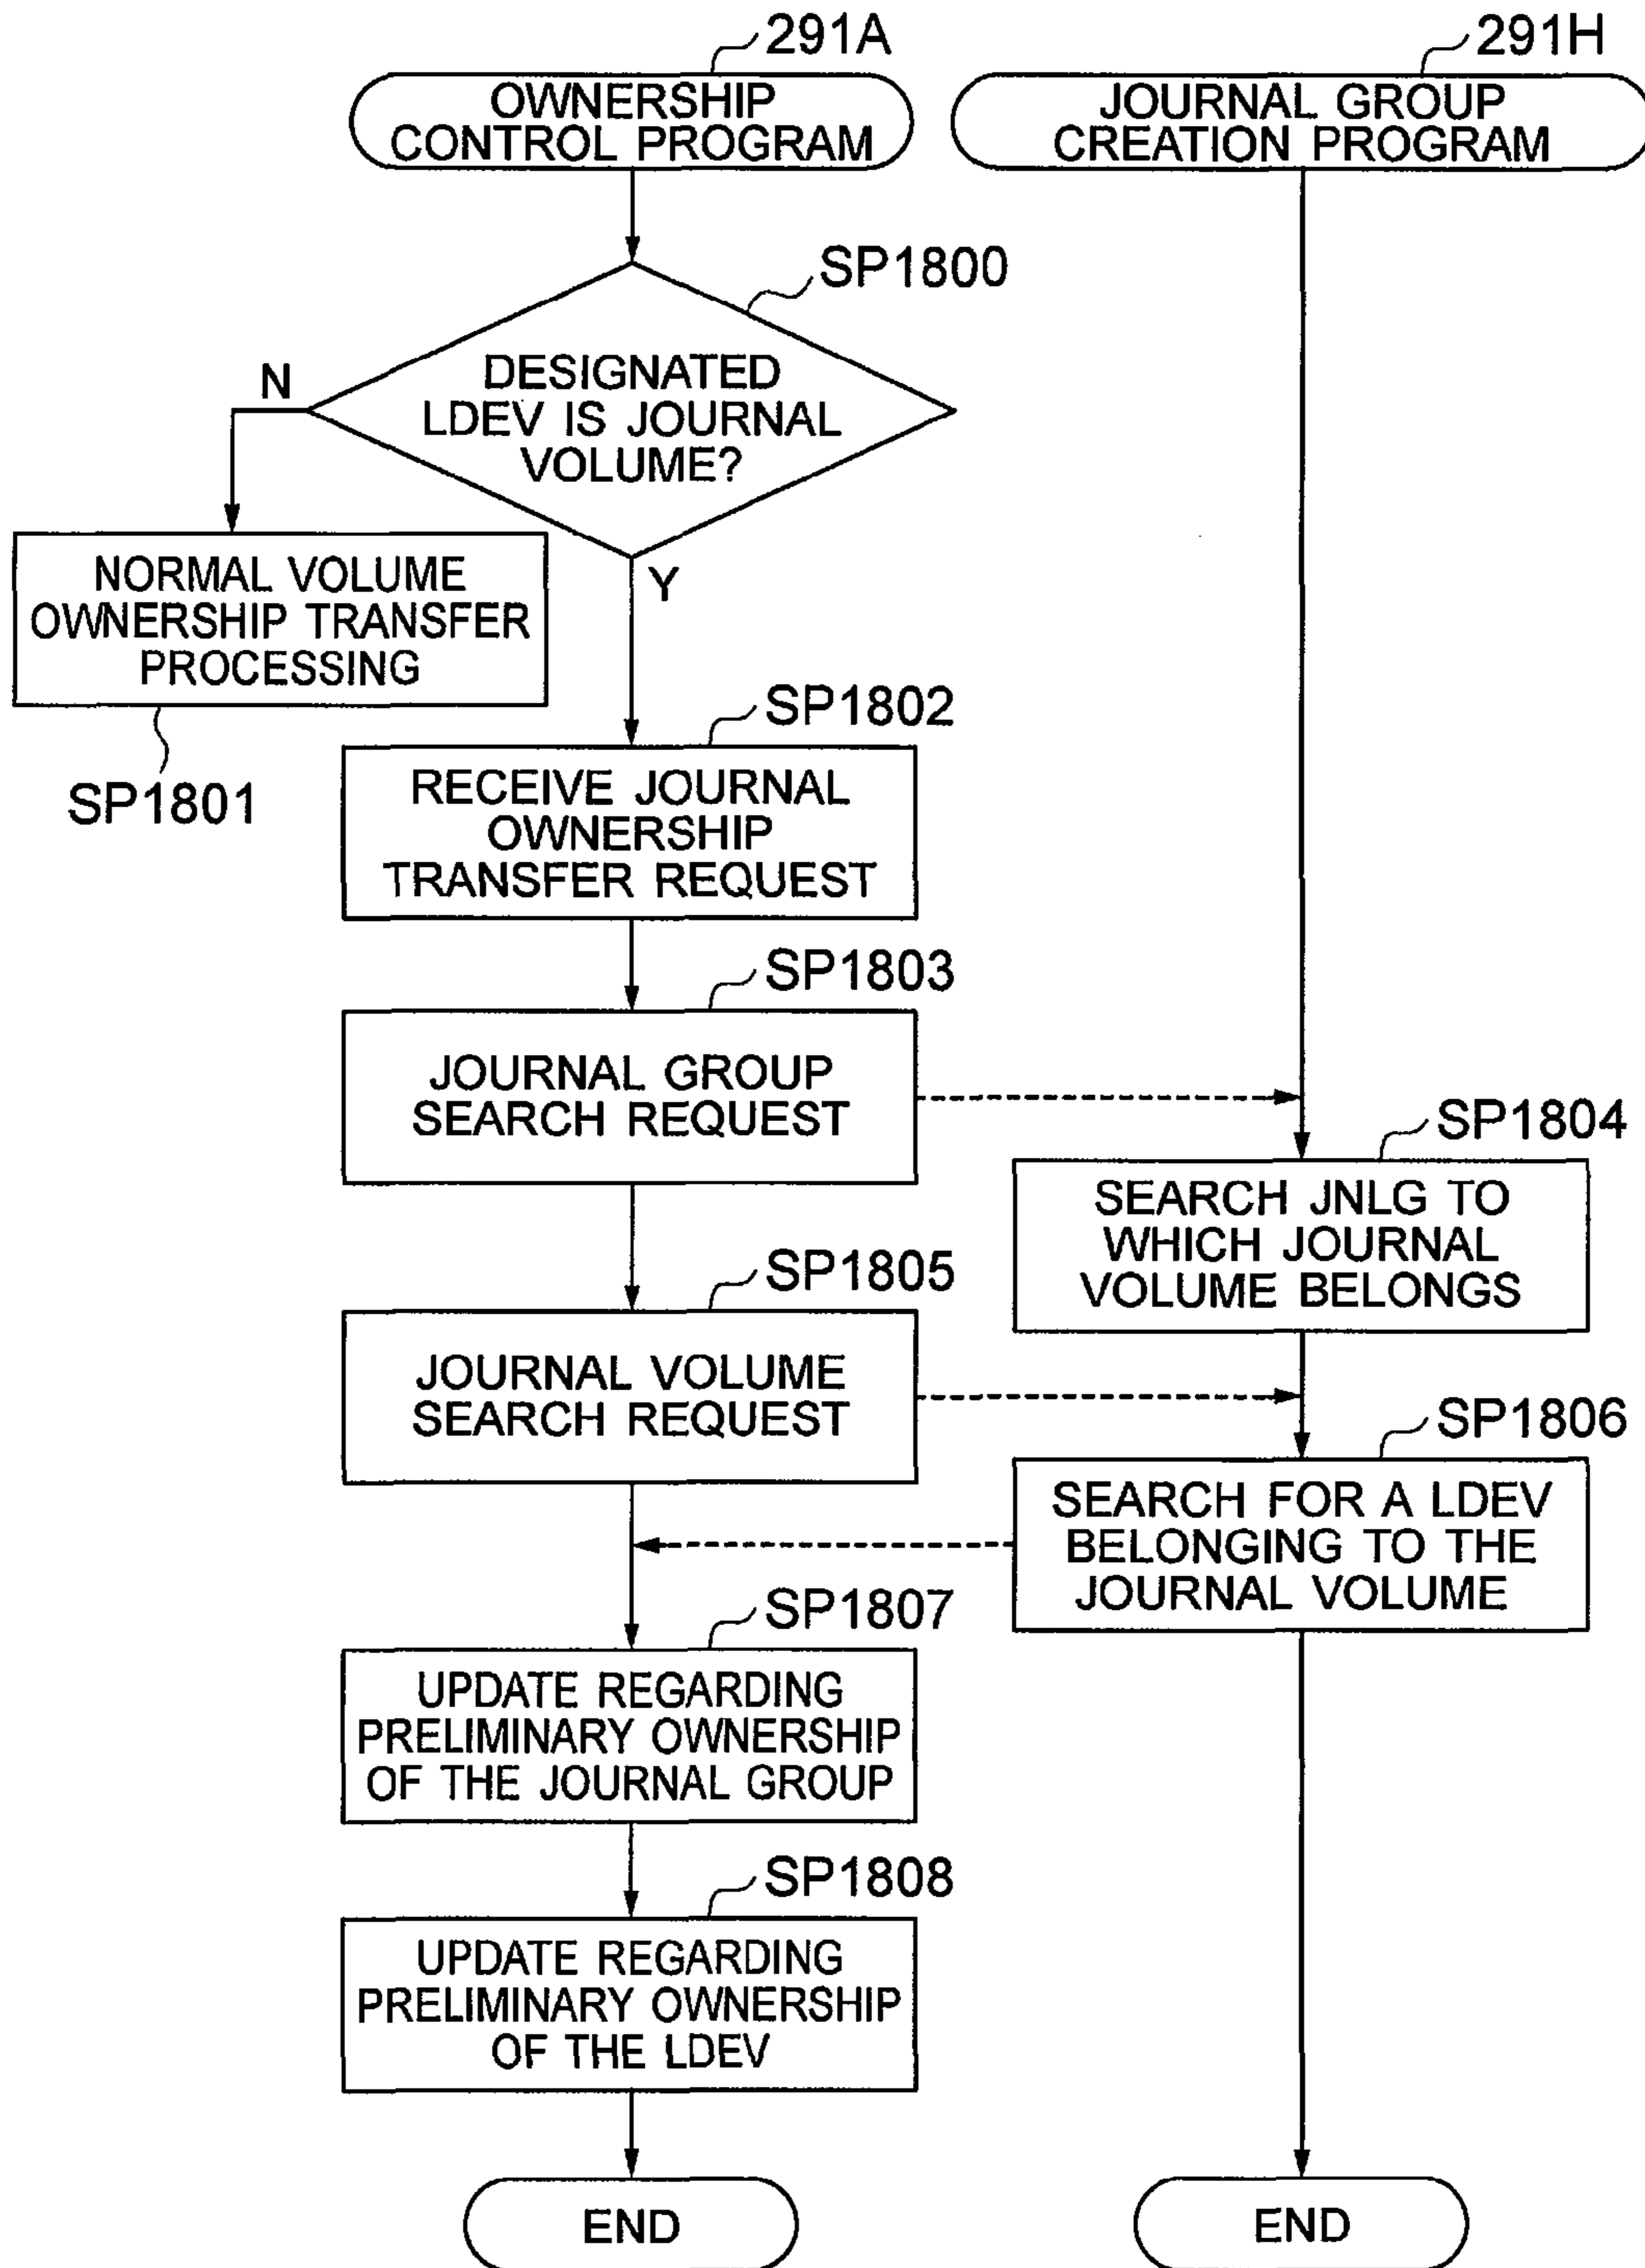 291A
OWNERSHIP
CONTROL PROGRAM
291H
JOURNAL GROUP
CREATION PROGRAM
SP1800
DESIGNATED
LDEV IS JOURNAL
VOLUME?
N
Y
NORMAL VOLUME
OWNERSHIP TRANSFER
PROCESSING
SP1801
SP1802
RECEIVE JOURNAL
OWNERSHIP
TRANSFER REQUEST
SP1803
JOURNAL GROUP
SEARCH REQUEST
SP1804
SEARCH JNLG TO
WHICH JOURNAL
VOLUME BELONGS
SP1805
JOURNAL VOLUME
SEARCH REQUEST
SP1806
SEARCH FOR A LDEV
BELONGING TO THE
JOURNAL VOLUME
SP1807
UPDATE REGARDING
PRELIMINARY OWNERSHIP
OF THE JOURNAL GROUP
SP1808
UPDATE REGARDING
PRELIMINARY OWNERSHIP
OF THE LDEV
END
END